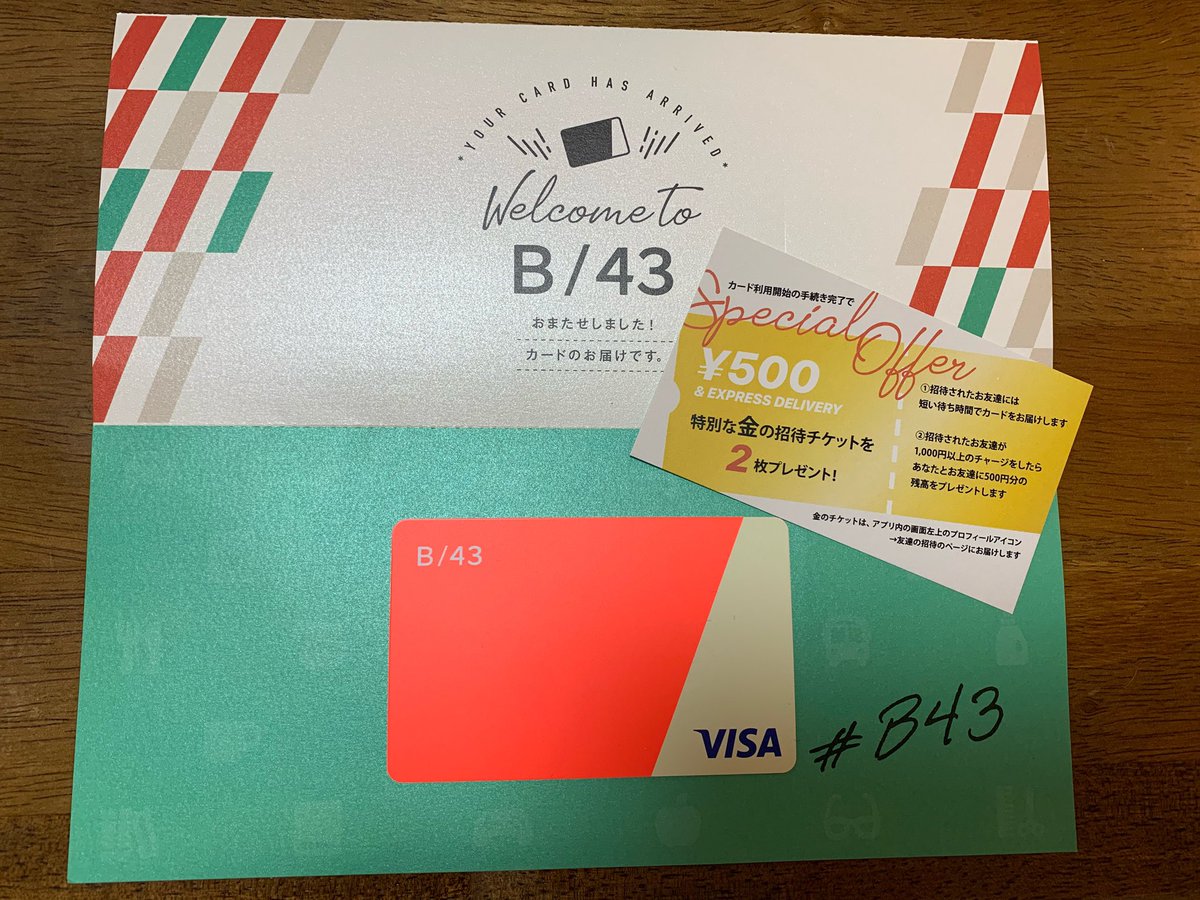 *YOUR CARD HAS ARRIVED*
Welcome to
B/43
おまたせしました!
カードのお届けです。
カード利用開始の手続き完了で
Special Offer
¥500
& EXPRESS DELIVERY
特別な金の招待チケットを
2枚プレゼント!
①招待されたお友達には
短い待ち時間でカードをお届けします
②招待されたお友達が
1,000円以上のチャージをしたら
あなたとお友達に500円分の
残高をプレゼントします
金のチケットは、アプリ内の画面左上のプロフィールアイコン
→友達の招待のページにお届けします
B/43
VISA
#B43